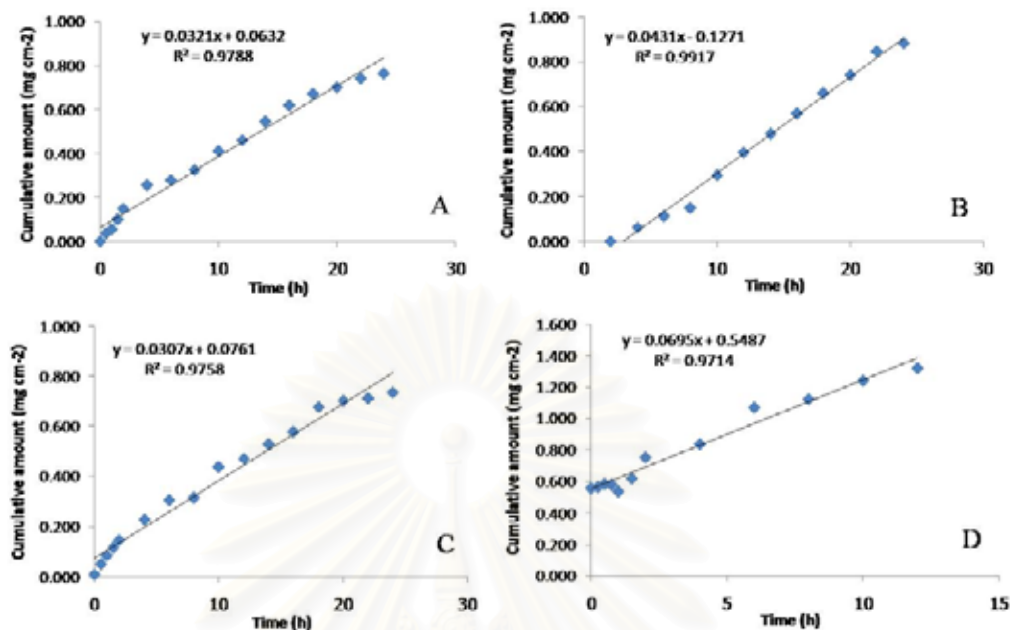 y = 0.0321x + 0.0632
R² = 0.9788
Cumulative amount (mg cm-2)
1.000
0.800
0.600
0.400
0.200
0.000
0 10 20 30
Time (h)
A
y = 0.0431x - 0.1271
R² = 0.9917
Cumulative amount (mg cm-2)
1.000
0.800
0.600
0.400
0.200
0.000
0 10 20 30
Time (h)
B
y = 0.0307x + 0.0761
R² = 0.9758
Cumulative amount (mg cm-2)
1.000
0.800
0.600
0.400
0.200
0.000
0 10 20 30
Time (h)
C
y = 0.0695x + 0.5487
R² = 0.9714
Cumulative amount (mg cm-2)
1.600
1.400
1.200
1.000
0.800
0.600
0.400
0.200
0.000
0 5 10 15
Time (h)
D